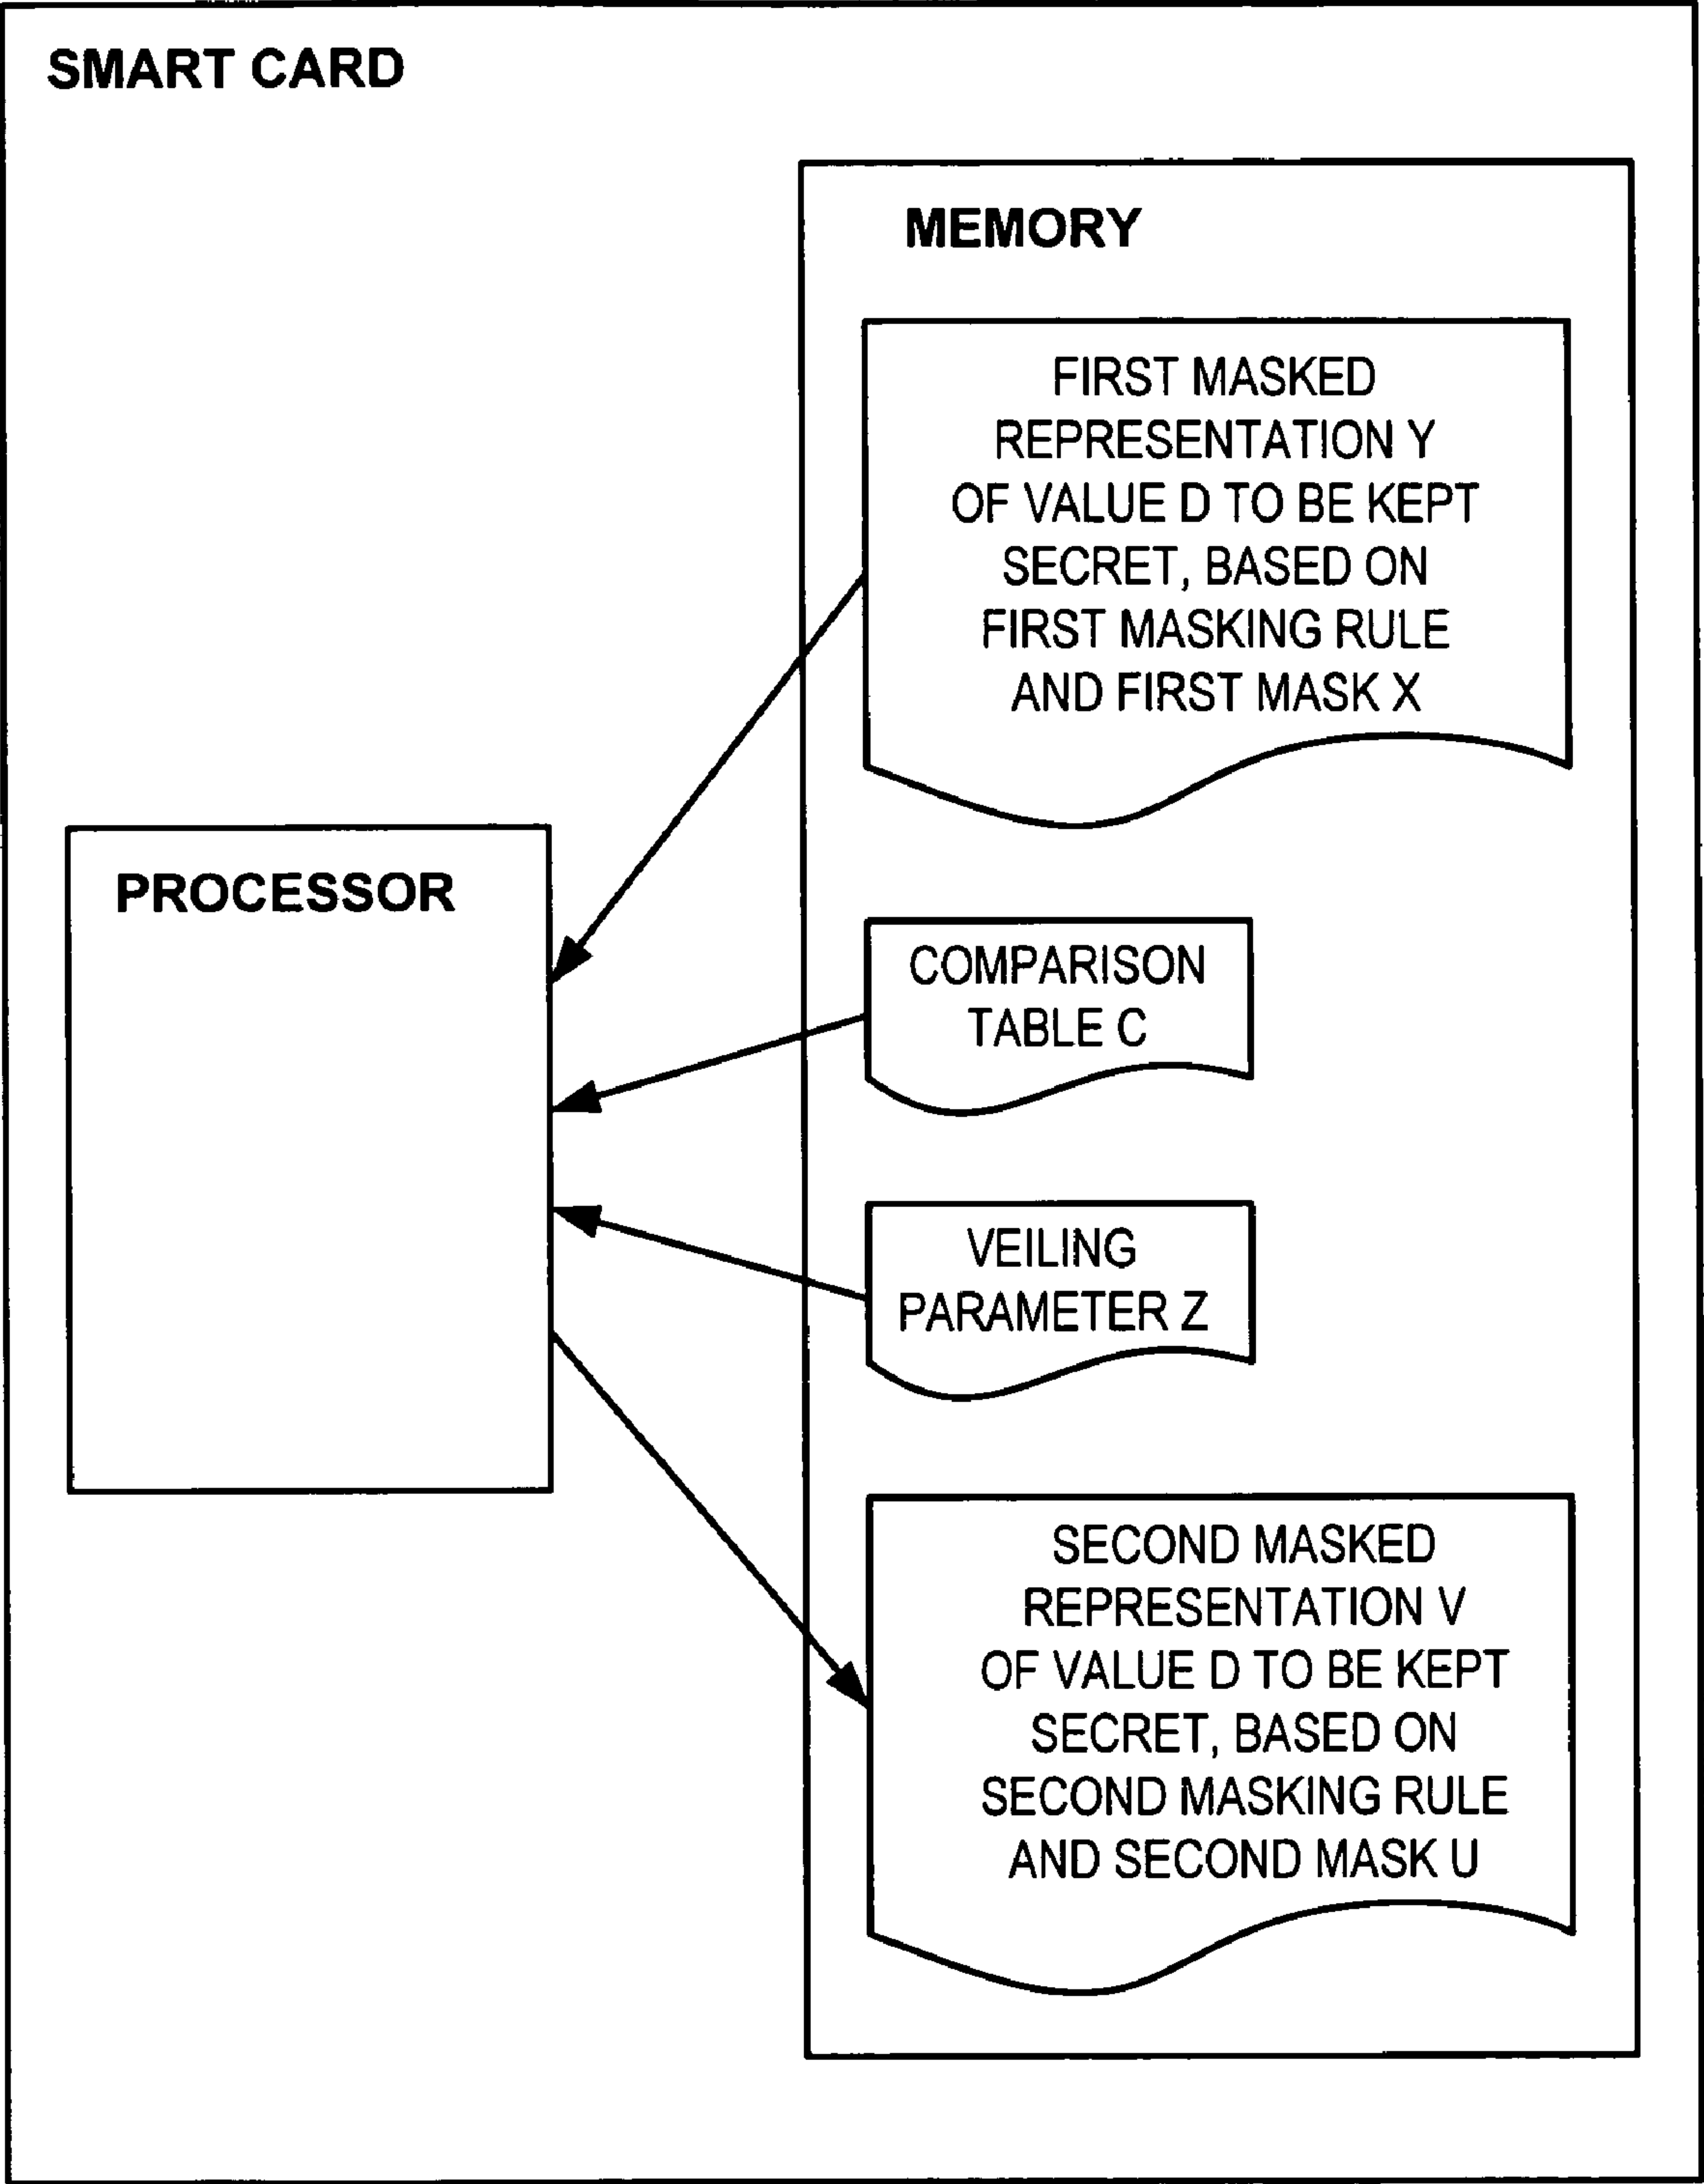 SMART CARD
MEMORY
FIRST MASKED
REPRESENTATION Y
OF VALUE D TO BE KEPT
SECRET, BASED ON
FIRST MASKING RULE
AND FIRST MASK X
PROCESSOR
COMPARISON
TABLE C
VEILING
PARAMETER Z
SECOND MASKED
REPRESENTATION V
OF VALUE D TO BE KEPT
SECRET, BASED ON
SECOND MASKING RULE
AND SECOND MASK U